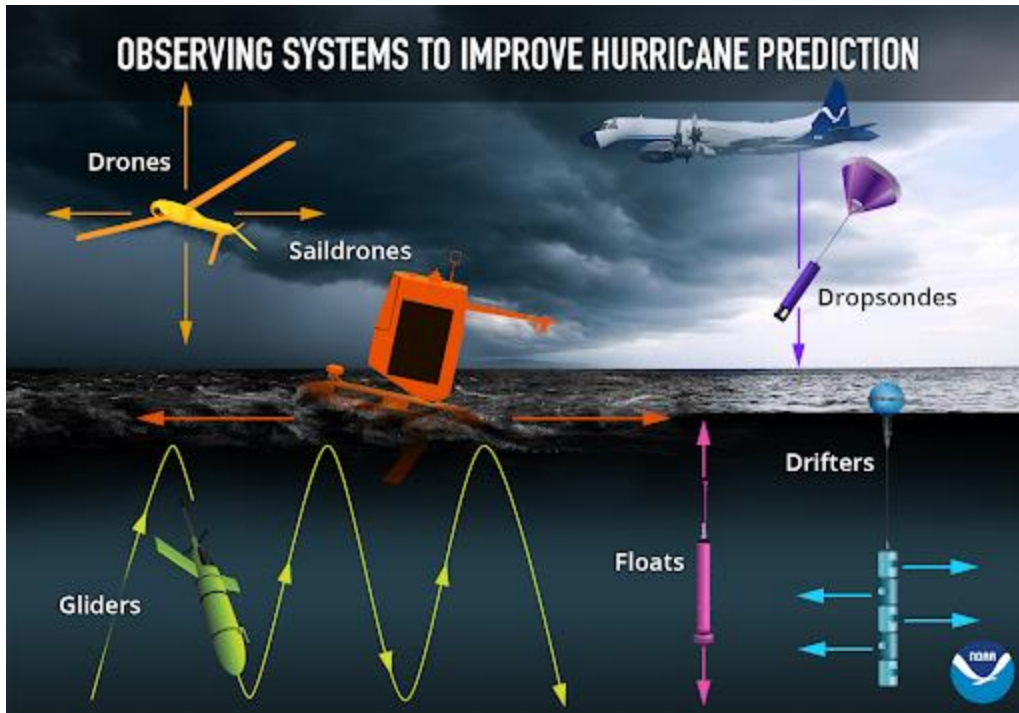 OBSERVING SYSTEMS TO IMPROVE HURRICANE PREDICTION
Drones
Saildrones
Dropsondes
Drifters
Floats
Gliders
NOAA